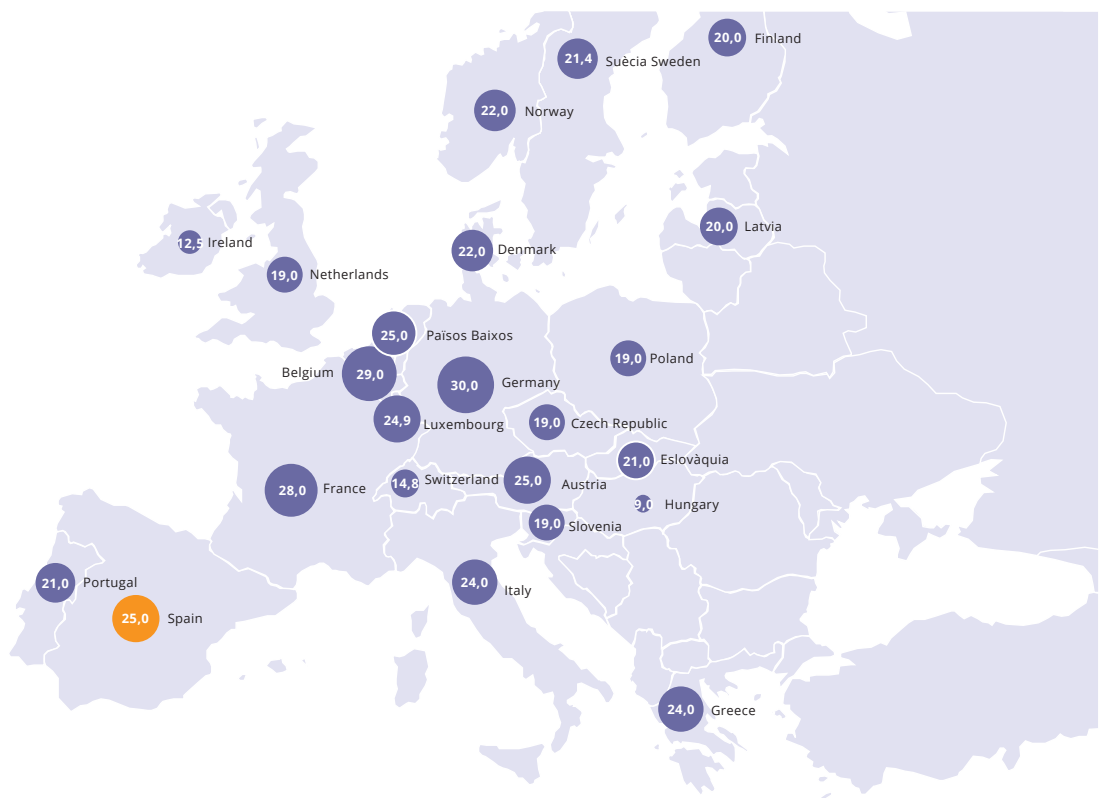 20,0 Finland
21,4 Suècia Sweden
22,0 Norway
20,0 Latvia
12,5 Ireland
22,0 Denmark
19,0 Netherlands
25,0 Països Baixos
19,0 Poland
Belgium 29,0
30,0 Germany
24,9 Luxembourg
19,0 Czech Republic
21,0 Eslovàquia
14,8 Switzerland
25,0 Austria
28,0 France
9,0 Hungary
19,0 Slovenia
21,0 Portugal
24,0 Italy
25,0 Spain
24,0 Greece